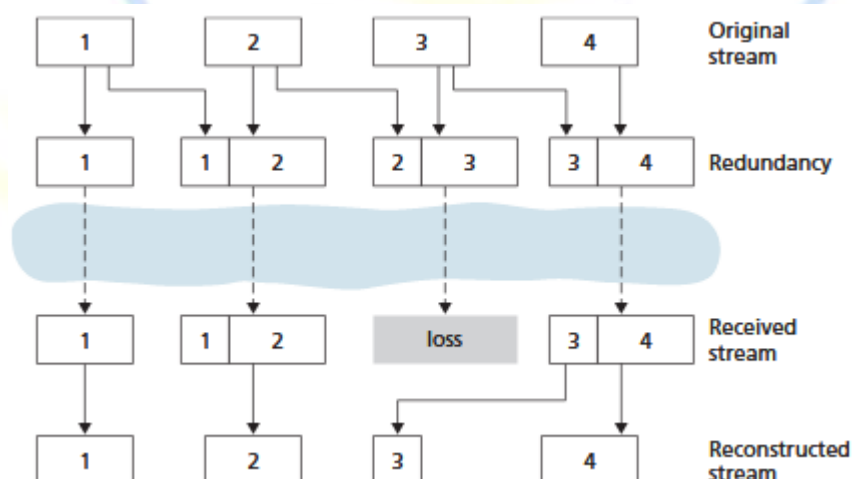 1 2 3 4 Original
stream
1 1 2 2 3 3 4 Redundancy
1 1 2 loss 3 4 Received
stream
1 2 3 4 Reconstructed
stream